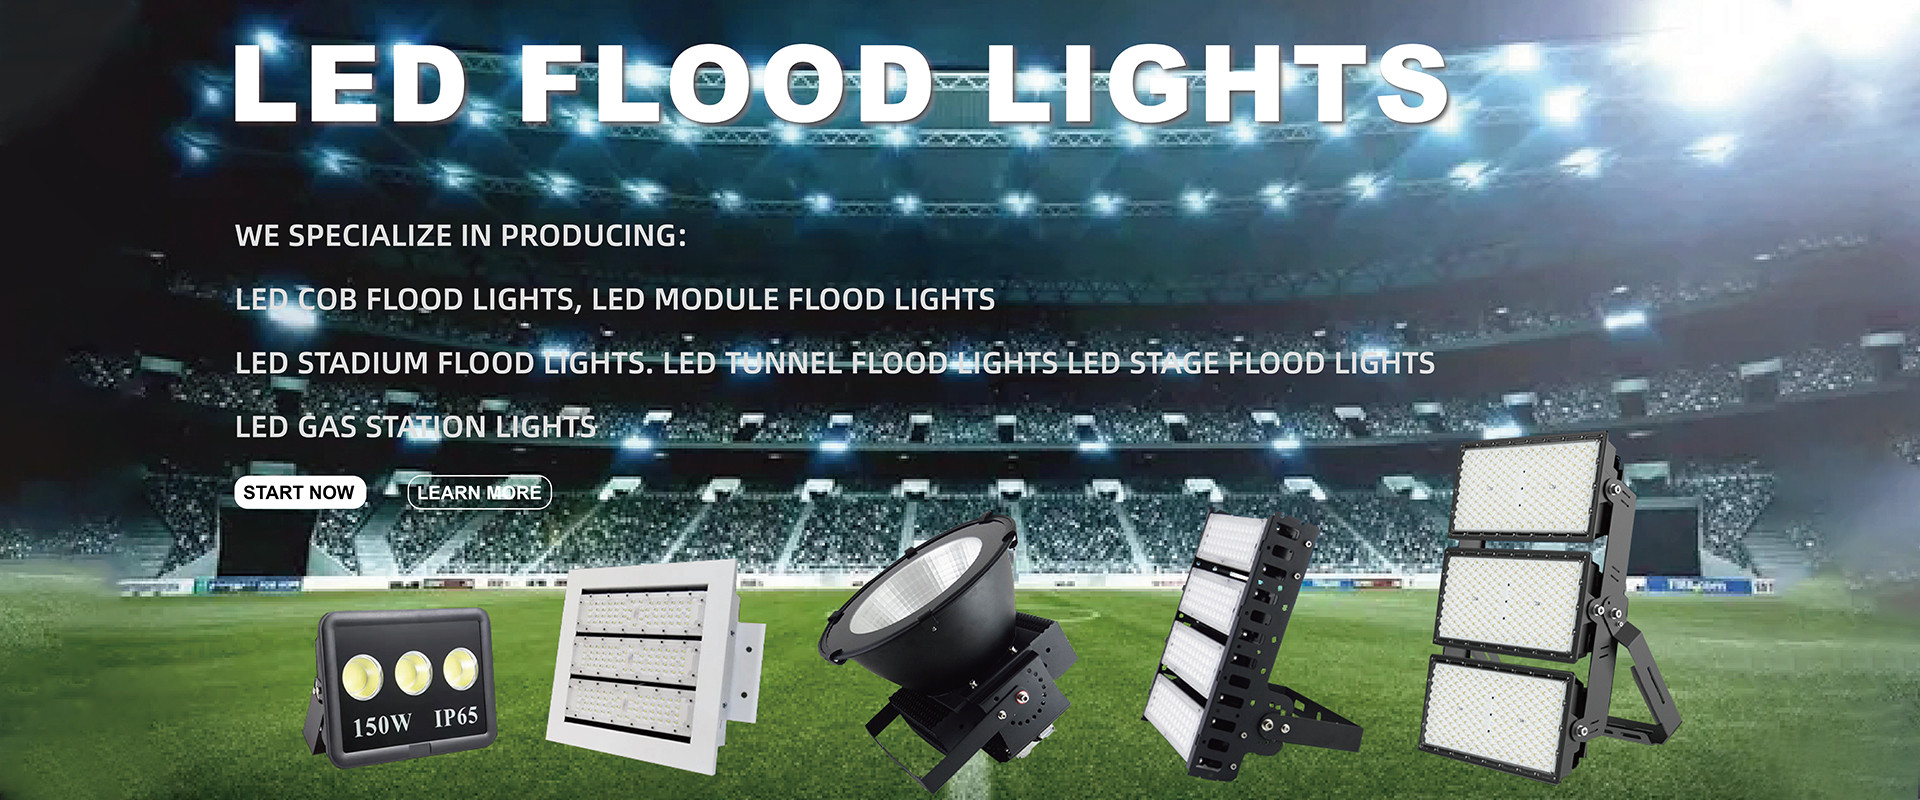 LED FLOOD LIGHTS
WE SPECIALIZE IN PRODUCING:
LED COB FLOOD LIGHTS, LED MODULE FLOOD LIGHTS
LED STADIUM FLOOD LIGHTS. LED TUNNEL FLOOD LIGHTS LED STAGE FLOOD LIGHTS
LED GAS STATION LIGHTS
START NOW LEARN MORE
150W IP65